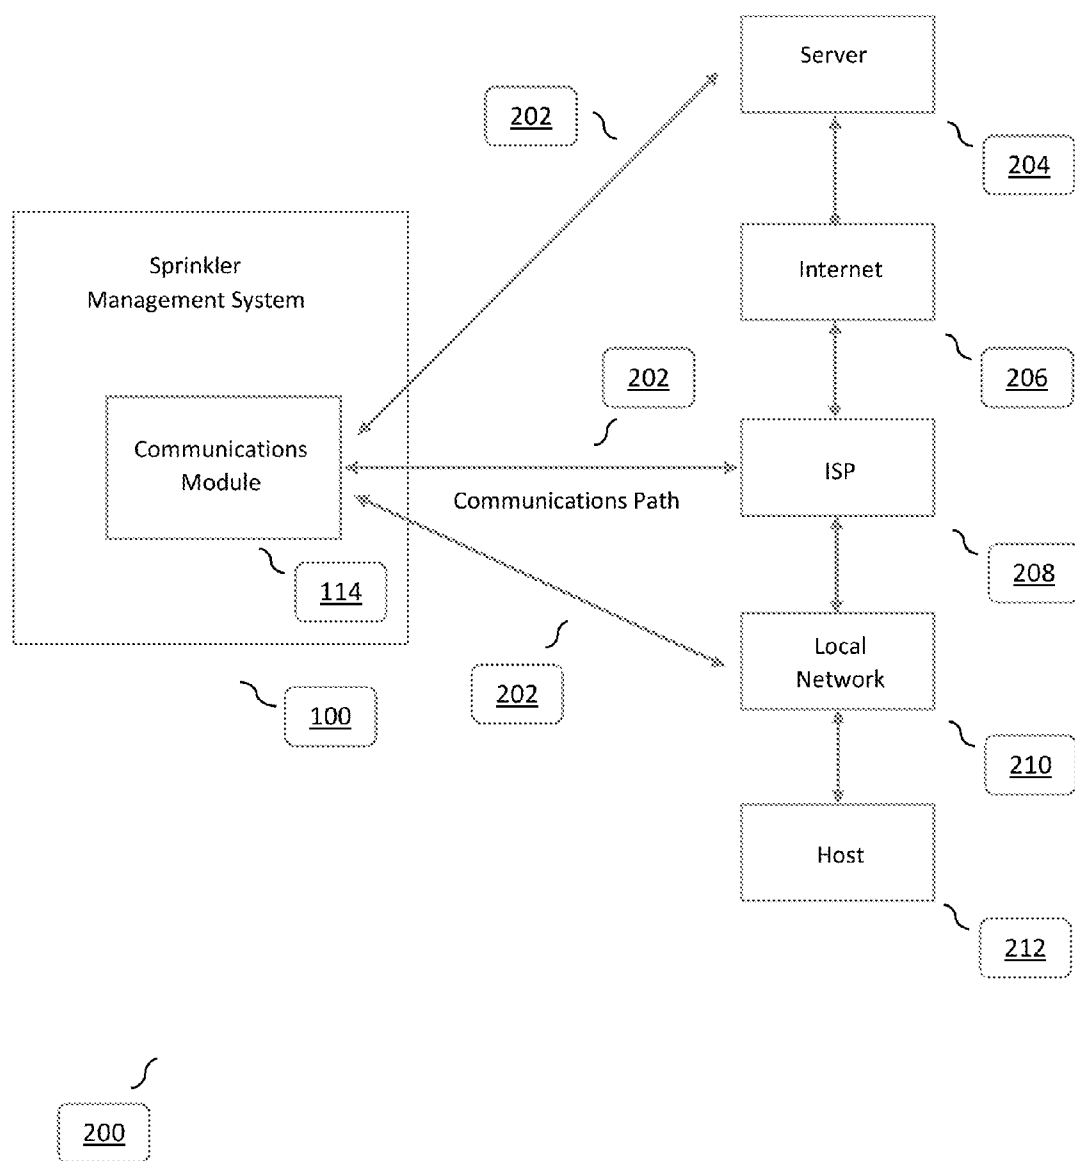 Server
202
204
Sprinkler
Management System
Internet
202
206
Communications
Module
ISP
Communications Path
114
208
Local
Network
202
100
210
Host
212
200